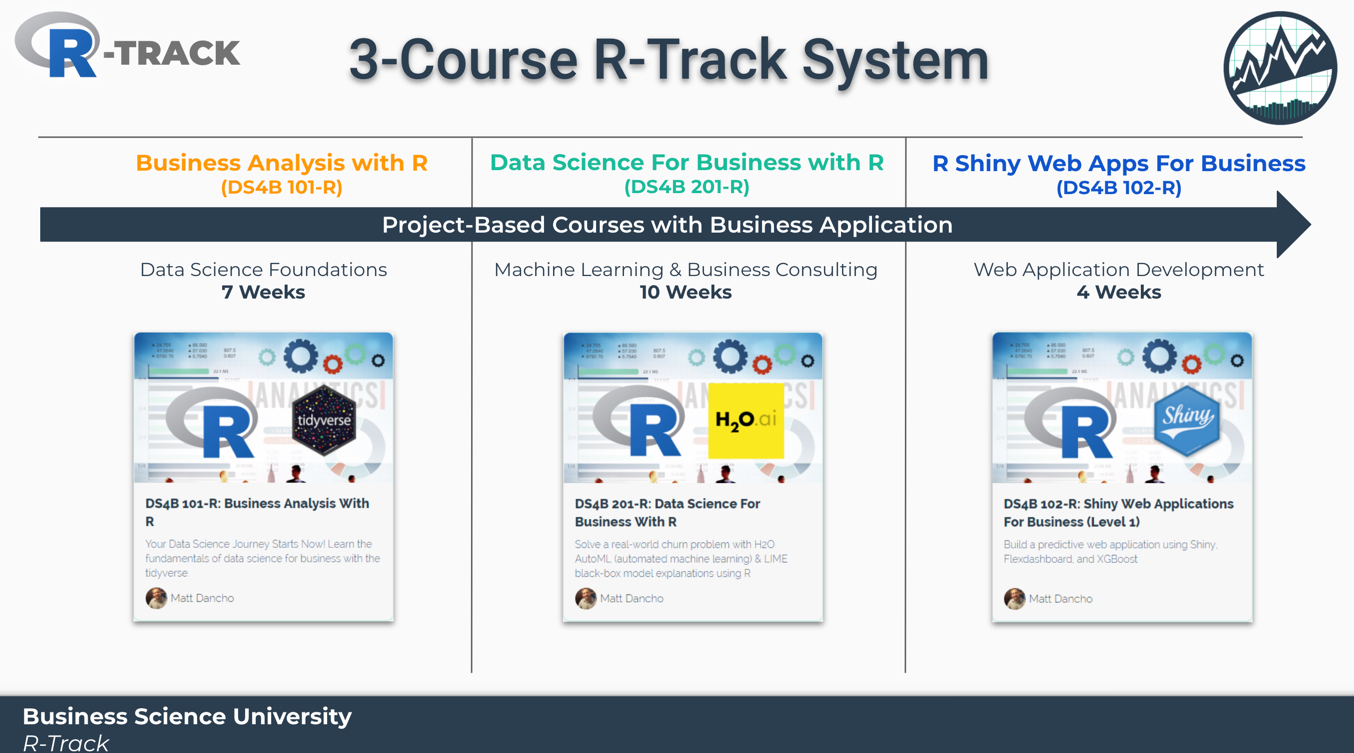 R-TRACK
3-Course R-Track System
Business Analysis with R
(DS4B 101-R)
Data Science For Business with R
(DS4B 201-R)
R Shiny Web Apps For Business
(DS4B 102-R)
Project-Based Courses with Business Application
Data Science Foundations
7 Weeks
Machine Learning & Business Consulting
10 Weeks
Web Application Development
4 Weeks
ANALYTICS
R
tidyverse
DS4B 101-R: Business Analysis With
R
Your Data Science Journey Starts Now! Learn the
fundamentals of data science for business with the
tidyverse
Matt Dancho
R
H2O.ai
DS4B 201-R: Data Science For
Business With R
Solve a real-world churn problem with H2O
AutoML (automated machine learning) & LIME
black-box model explanations using R
Matt Dancho
R
Shiny
DS4B 102-R: Shiny Web Applications
For Business (Level 1)
Build a predictive web application using Shiny,
Flexdashboard, and XGBoost
Matt Dancho
Business Science University
R-Track